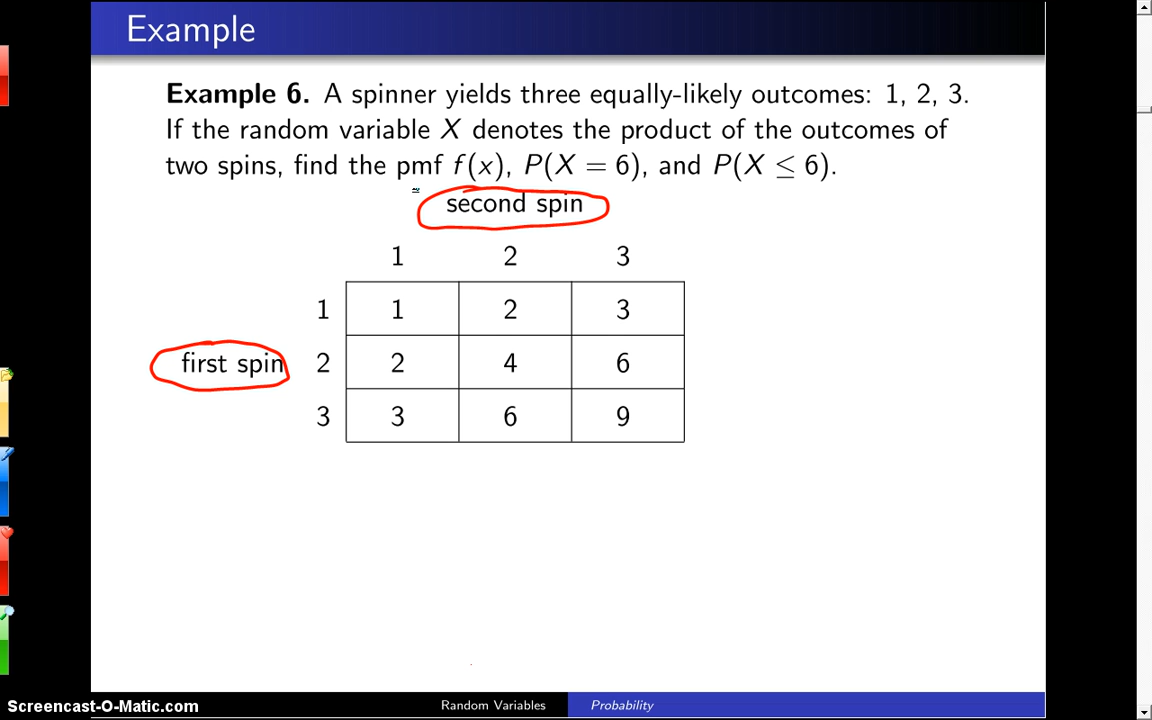 Example
Example 6. A spinner yields three equally-likely outcomes: 1, 2, 3.
If the random variable X denotes the product of the outcomes of
two spins, find the pmf f(x), P(X = 6), and P(X ≤ 6).
second spin
1 2 3
1 1 2 3
first spin 2 2 4 6
3 3 6 9
Screencast-O-Matic.com
Random Variables Probability